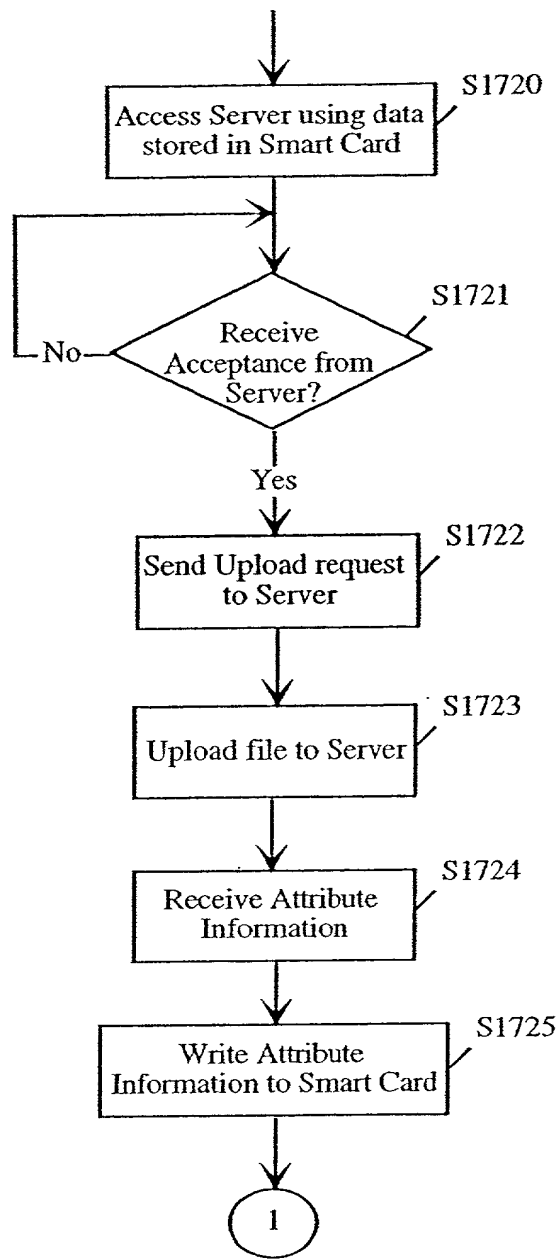 S1720
Access Server using data
stored in Smart Card
S1721
Receive
Acceptance from
Server?
No
Yes
S1722
Send Upload request
to Server
S1723
Upload file to Server
S1724
Receive Attribute
Information
S1725
Write Attribute
Information to Smart Card
1